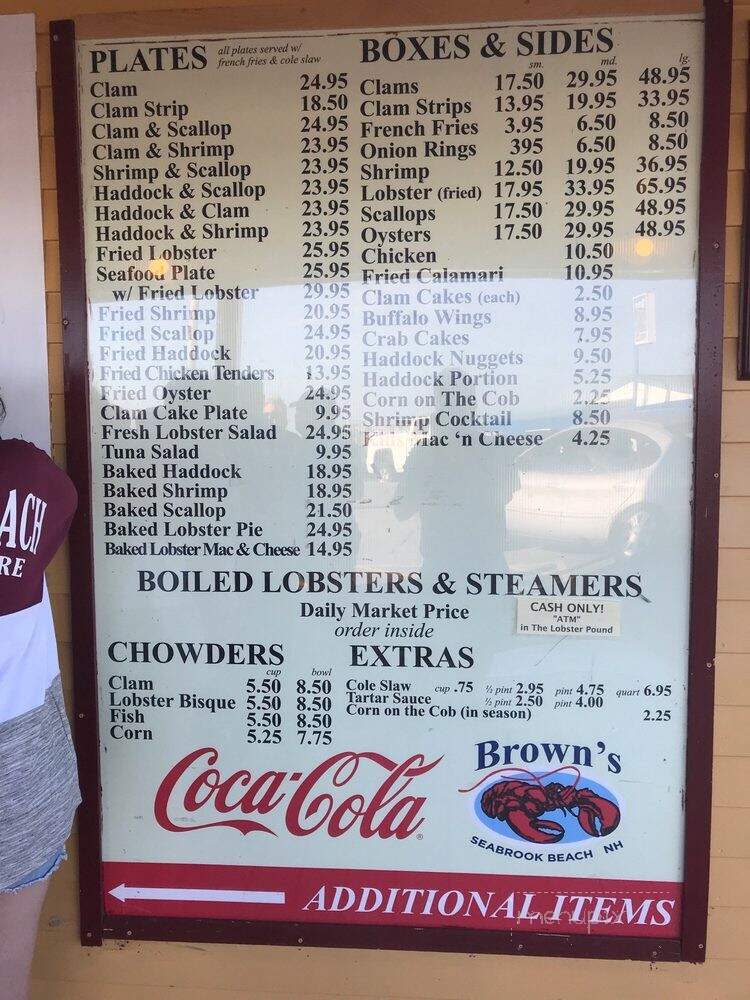 PLATES all plates served w/
french fries & cole slaw
Clam 24.95
Clam Strip 18.50
Clam & Scallop 24.95
Clam & Shrimp 23.95
Shrimp & Scallop 23.95
Haddock & Scallop 23.95
Haddock & Clam 23.95
Haddock & Shrimp 23.95
Fried Lobster 25.95
Seafood Plate 25.95
w/ Fried Lobster 29.95
Fried Shrimp 20.95
Fried Scallop 24.95
Fried Haddock 20.95
Fried Chicken Tenders 13.95
Fried Oyster 24.95
Clam Cake Plate 9.95
Fresh Lobster Salad 24.95
Tuna Salad 9.95
Baked Haddock 18.95
Baked Shrimp 18.95
Baked Scallop 21.50
Baked Lobster Pie 24.95
Baked Lobster Mac & Cheese 14.95
BOXES & SIDES
sm. md. lg.
Clams 17.50 29.95 48.95
Clam Strips 13.95 19.95 33.95
French Fries 3.95 6.50 8.50
Onion Rings 395 6.50 8.50
Shrimp 12.50 19.95 36.95
Lobster (fried) 17.95 33.95 65.95
Scallops 17.50 29.95 48.95
Oysters 17.50 29.95 48.95
Chicken 10.50
Fried Calamari 10.95
Clam Cakes (each) 2.50
Buffalo Wings 8.95
Crab Cakes 7.95
Haddock Nuggets 9.50
Haddock Portion 5.25
Corn on The Cob 2.25
Shrimp Cocktail 8.50
Mac 'n Cheese 4.25
BOILED LOBSTERS & STEAMERS
Daily Market Price
order inside
CASH ONLY!
"ATM"
in The Lobster Pound
CHOWDERS
cup bowl
Clam 5.50 8.50
Lobster Bisque 5.50 8.50
Fish 5.50 8.50
Corn 5.25 7.75
EXTRAS
Cole Slaw cup .75 ½ pint 2.95 pint 4.75 quart 6.95
Tartar Sauce ½ pint 2.50 pint 4.00
Corn on the Cob (in season) 2.25
Coca-Cola
Brown's
SEABROOK BEACH NH
ADDITIONAL ITEMS
menupix
ACH
RE